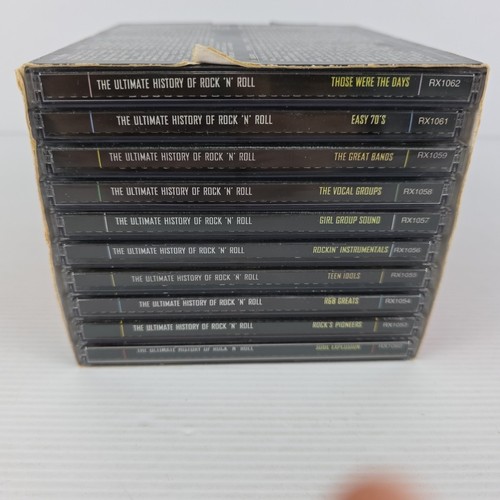 THE ULTIMATE HISTORY OF ROCK 'N' ROLL THOSE WERE THE DAYS RX1062
THE ULTIMATE HISTORY OF ROCK 'N' ROLL EASY 70'S RX1061
THE ULTIMATE HISTORY OF ROCK 'N' ROLL THE GREAT BANDS RX1059
THE ULTIMATE HISTORY OF ROCK 'N' ROLL THE VOCAL GROUPS RX1058
THE ULTIMATE HISTORY OF ROCK 'N' ROLL GIRL GROUP SOUND RX1057
THE ULTIMATE HISTORY OF ROCK 'N' ROLL ROCKIN' INSTRUMENTALS RX1056
THE ULTIMATE HISTORY OF ROCK 'N' ROLL TEEN IDOLS RX1055
THE ULTIMATE HISTORY OF ROCK 'N' ROLL R&B GREATS RX1054
THE ULTIMATE HISTORY OF ROCK 'N' ROLL ROCK'S PIONEERS RX1053
THE ULTIMATE HISTORY OF ROCK 'N' ROLL SOUL EXPLOSION